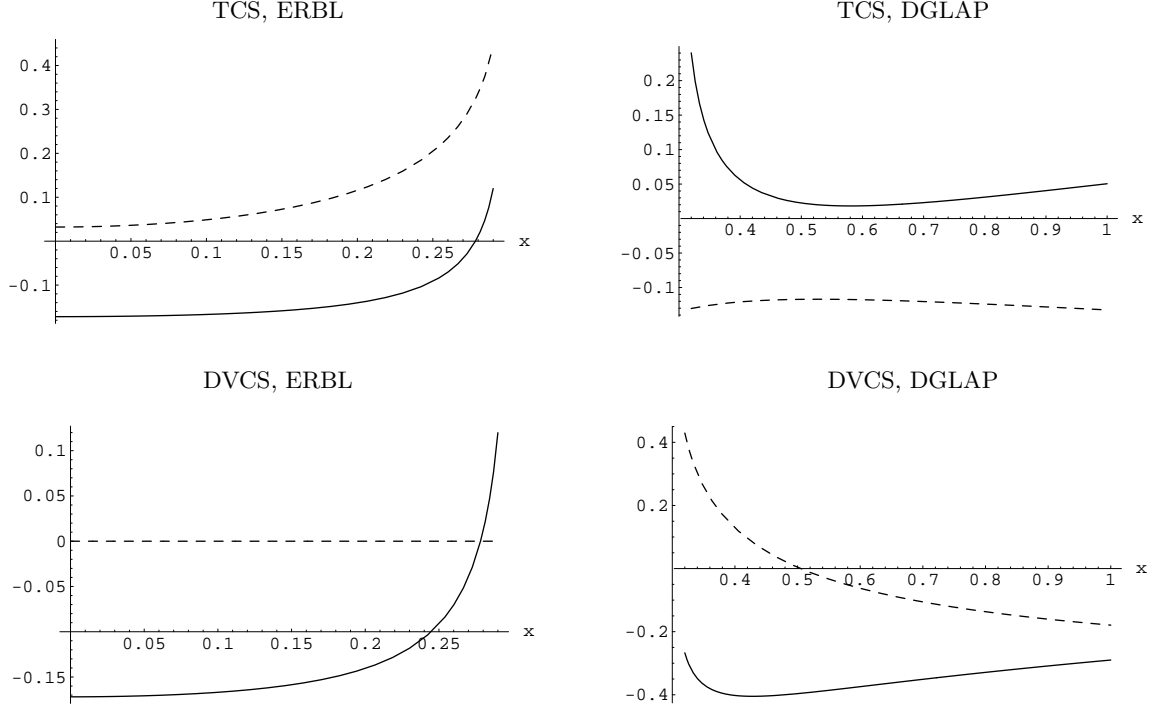 TCS, ERBL
0.4
0.3
0.2
0.1
-0.1
0.05 0.1 0.15 0.2 0.25 x
TCS, DGLAP
0.2
0.15
0.1
0.05
-0.05
-0.1
0.4 0.5 0.6 0.7 0.8 0.9 1 x
DVCS, ERBL
0.1
0.05
0
-0.05
-0.15
0.05 0.1 0.15 0.2 0.25 x
DVCS, DGLAP
0.4
0.2
-0.2
-0.4
0.4 0.5 0.6 0.7 0.8 0.9 1 x